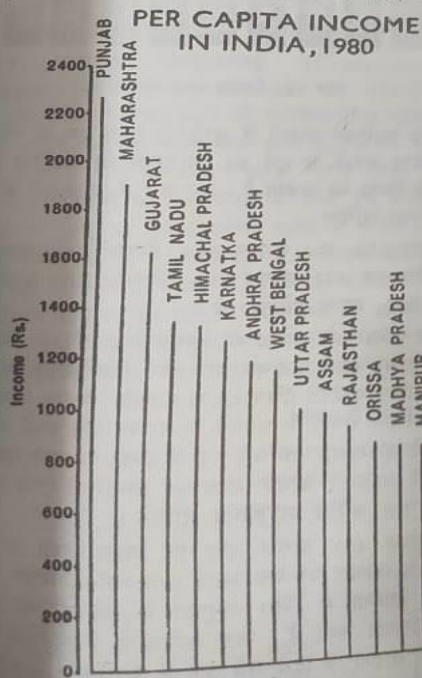 PER CAPITA INCOME
IN INDIA, 1980
Income (Rs.)
2400
2200
2000
1800
1600
1400
1200
1000
800
600
400
200
0
PUNJAB
MAHARASHTRA
GUJARAT
TAMIL NADU
HIMACHAL PRADESH
KARNATKA
ANDHRA PRADESH
WEST BENGAL
UTTAR PRADESH
ASSAM
RAJASTHAN
ORISSA
MADHYA PRADESH
MANIPUR